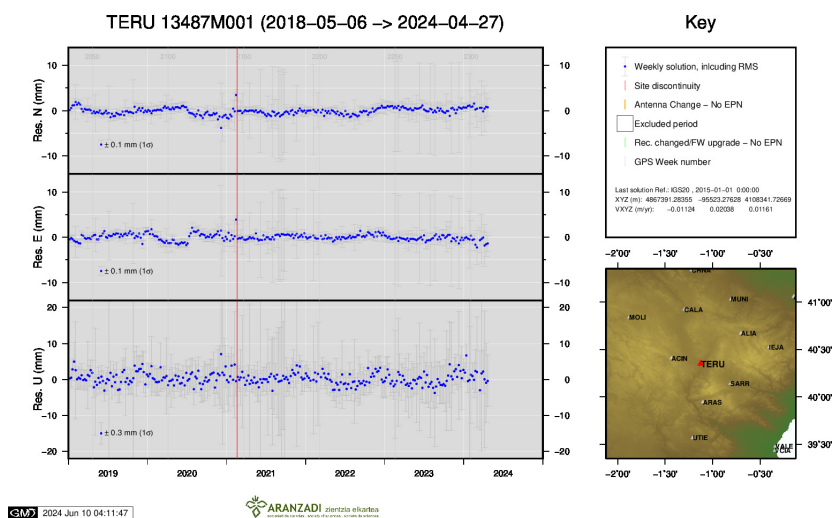 TERU 13487M001 (2018−05−06 −> 2024−04−27)
Key
2050 2100 2150 2200 2250 2300
Res. N (mm)
10
0
−10
± 0.1 mm (1σ)
10
0
−10
Res. E (mm)
10
0
−10
± 0.1 mm (1σ)
10
0
−10
Res. U (mm)
20
10
0
−10
−20
± 0.3 mm (1σ)
20
10
0
−10
−20
2019 2020 2021 2022 2023 2024
Weekly solution, inlcuding RMS
Site discontinuity
Antenna Change − No EPN
Excluded period
Rec. changed/FW upgrade − No EPN
GPS Week number
Last solution Ref.: IGS20 , 2015−01−01 0:00:00
XYZ (m): 4867391.28355 −95523.27628 4108341.72669
VXYZ (m/yr): −0.01124 0.02038 0.01161
−2˚00' −1˚30' −1˚00' −0˚30'
41˚00'
40˚30'
40˚00'
39˚30'
MUNI
CALA
MOLI
ALIA
IEJA
ACIN
TERU
SARR
ARAS
UTIE
VALE
−2˚00' −1˚30' −1˚00' −0˚30'
GMD 2024 Jun 10 04:11:47
ARANZADI zientzia elkartea